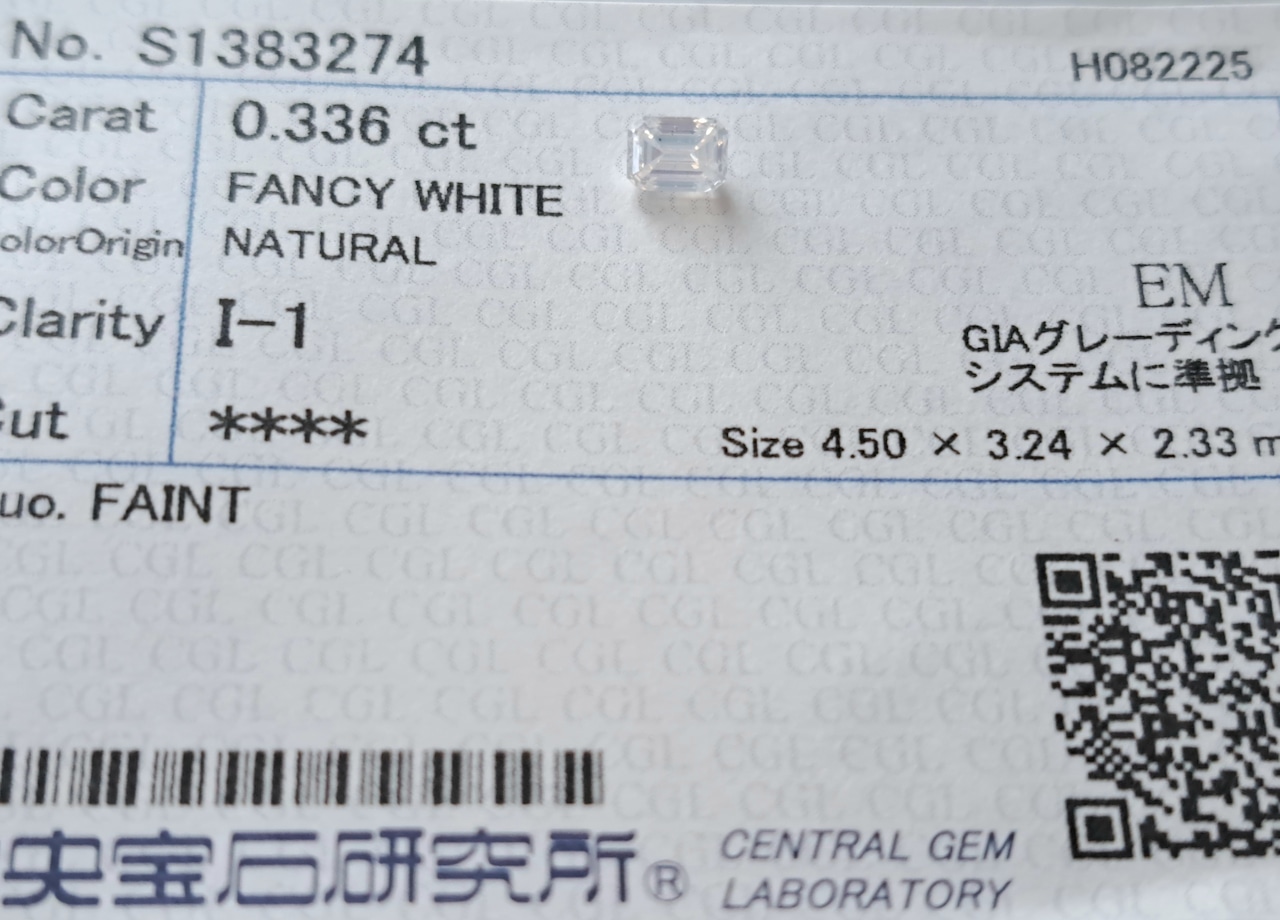 No. S1383274
H082225
Carat 0.336 ct
Color FANCY WHITE
olorOrigin NATURAL
Clarity I-1
EM
GIAグレーディング
システムに準拠
Cut ****
Size 4.50 × 3.24 × 2.33 m
uo. FAINT
央宝石研究所®
CENTRAL GEM
LABORATORY